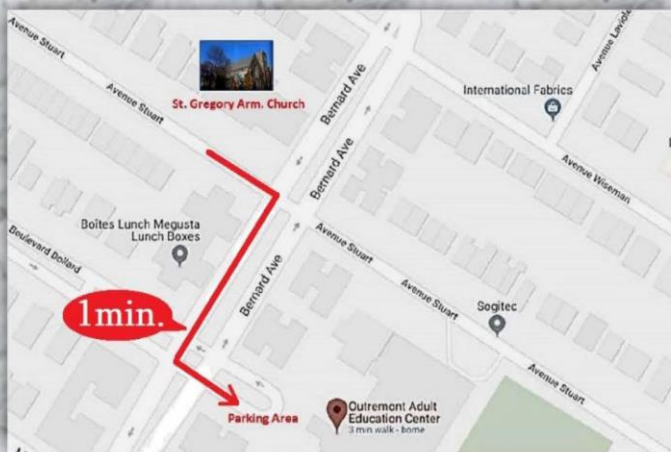 Avenue Stuart
Avenue Stuart
St. Gregory Arm. Church
Bernard Ave
Bernard Ave
International Fabrics
Avenue Wiseman
Boîtes Lunch Megusta
Lunch Boxes
Boulevard Dollard
Bernard Ave
Avenue Stuart
Avenue Stuart
Sogitec
Avenue Stuart
1min.
Parking Area
Outremont Adult
Education Center
3 min walk - home